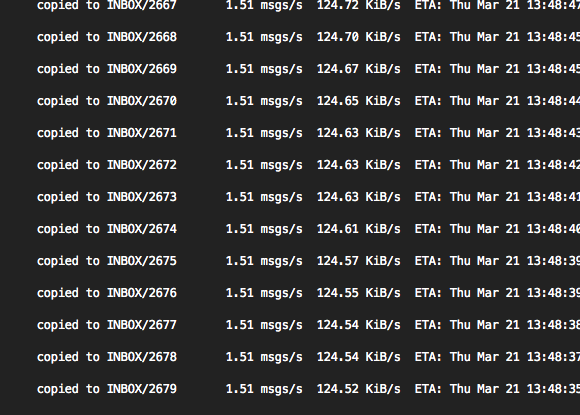 copied to INBOX/2667 1.51 msgs/s 124.72 KiB/s ETA: Thu Mar 21 13:48:47
copied to INBOX/2668 1.51 msgs/s 124.70 KiB/s ETA: Thu Mar 21 13:48:45
copied to INBOX/2669 1.51 msgs/s 124.67 KiB/s ETA: Thu Mar 21 13:48:45
copied to INBOX/2670 1.51 msgs/s 124.65 KiB/s ETA: Thu Mar 21 13:48:44
copied to INBOX/2671 1.51 msgs/s 124.63 KiB/s ETA: Thu Mar 21 13:48:43
copied to INBOX/2672 1.51 msgs/s 124.63 KiB/s ETA: Thu Mar 21 13:48:42
copied to INBOX/2673 1.51 msgs/s 124.63 KiB/s ETA: Thu Mar 21 13:48:41
copied to INBOX/2674 1.51 msgs/s 124.61 KiB/s ETA: Thu Mar 21 13:48:40
copied to INBOX/2675 1.51 msgs/s 124.57 KiB/s ETA: Thu Mar 21 13:48:39
copied to INBOX/2676 1.51 msgs/s 124.55 KiB/s ETA: Thu Mar 21 13:48:39
copied to INBOX/2677 1.51 msgs/s 124.54 KiB/s ETA: Thu Mar 21 13:48:38
copied to INBOX/2678 1.51 msgs/s 124.54 KiB/s ETA: Thu Mar 21 13:48:37
copied to INBOX/2679 1.51 msgs/s 124.52 KiB/s ETA: Thu Mar 21 13:48:35